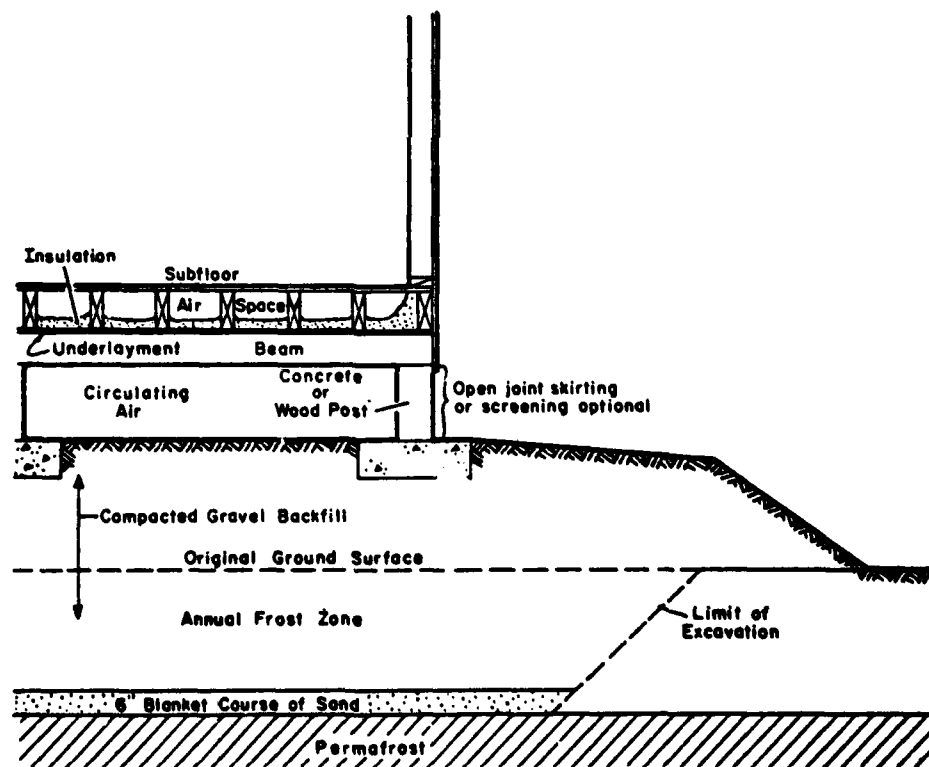 Insulation
Subfloor
Air Space
Underlayment
Beam
Circulating
Air
Concrete
or
Wood Post
Open joint skirting
or screening optional
Compacted Gravel Backfill
Original Ground Surface
Annual Frost Zone
Limit of
Excavation
6" Blanket Course of Sand
Permafrost